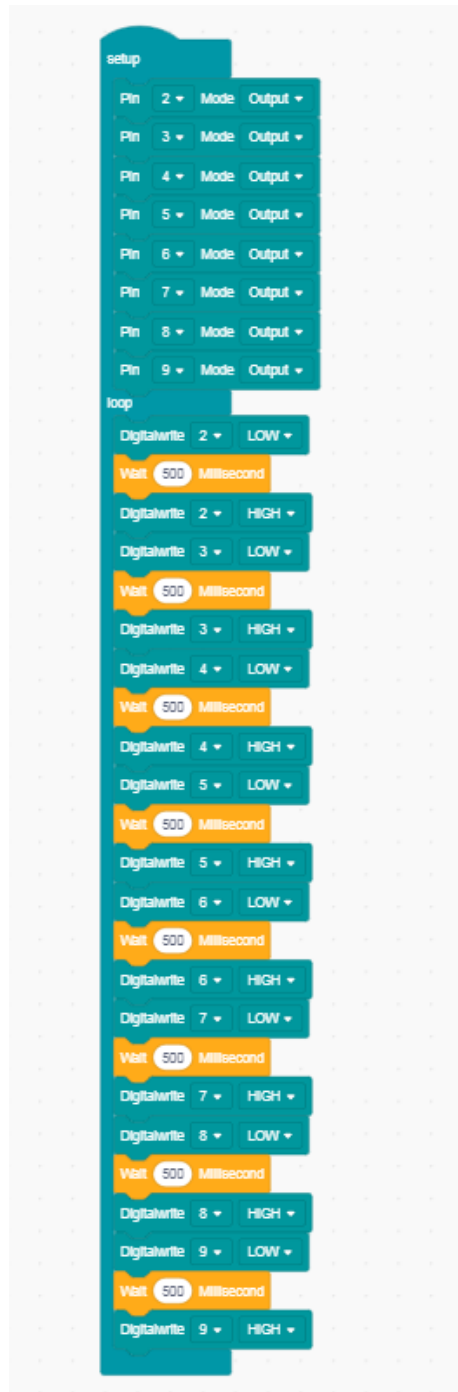 setup
Pin 2 Mode Output
Pin 3 Mode Output
Pin 4 Mode Output
Pin 5 Mode Output
Pin 6 Mode Output
Pin 7 Mode Output
Pin 8 Mode Output
Pin 9 Mode Output
loop
Digitalwrite 2 LOW
Wait 500 Millisecond
Digitalwrite 2 HIGH
Digitalwrite 3 LOW
Wait 500 Millisecond
Digitalwrite 3 HIGH
Digitalwrite 4 LOW
Wait 500 Millisecond
Digitalwrite 4 HIGH
Digitalwrite 5 LOW
Wait 500 Millisecond
Digitalwrite 5 HIGH
Digitalwrite 6 LOW
Wait 500 Millisecond
Digitalwrite 6 HIGH
Digitalwrite 7 LOW
Wait 500 Millisecond
Digitalwrite 7 HIGH
Digitalwrite 8 LOW
Wait 500 Millisecond
Digitalwrite 8 HIGH
Digitalwrite 9 LOW
Wait 500 Millisecond
Digitalwrite 9 HIGH